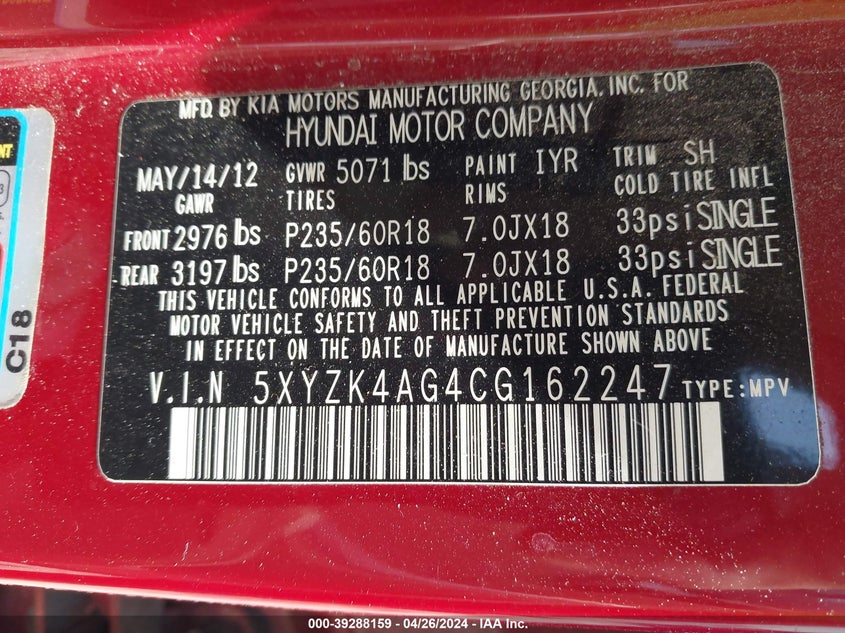 MFD. BY KIA MOTORS MANUFACTURING GEORGIA, INC. FOR
HYUNDAI MOTOR COMPANY
MAY/14/12 GVWR 5071 lbs PAINT IYR TRIM SH
GAWR TIRES RIMS COLD TIRE INFL
FRONT 2976 lbs P235/60R18 7.0JX18 33psi SINGLE
REAR 3197 lbs P235/60R18 7.0JX18 33psi SINGLE
THIS VEHICLE CONFORMS TO ALL APPLICABLE U.S.A. FEDERAL
MOTOR VEHICLE SAFETY AND THEFT PREVENTION STANDARDS
IN EFFECT ON THE DATE OF MANUFACTURE SHOWN ABOVE
V.I.N 5XYZK4AG4CG162247 TYPE:MPV
C18
000-39288159 - 04/26/2024 - IAA Inc.